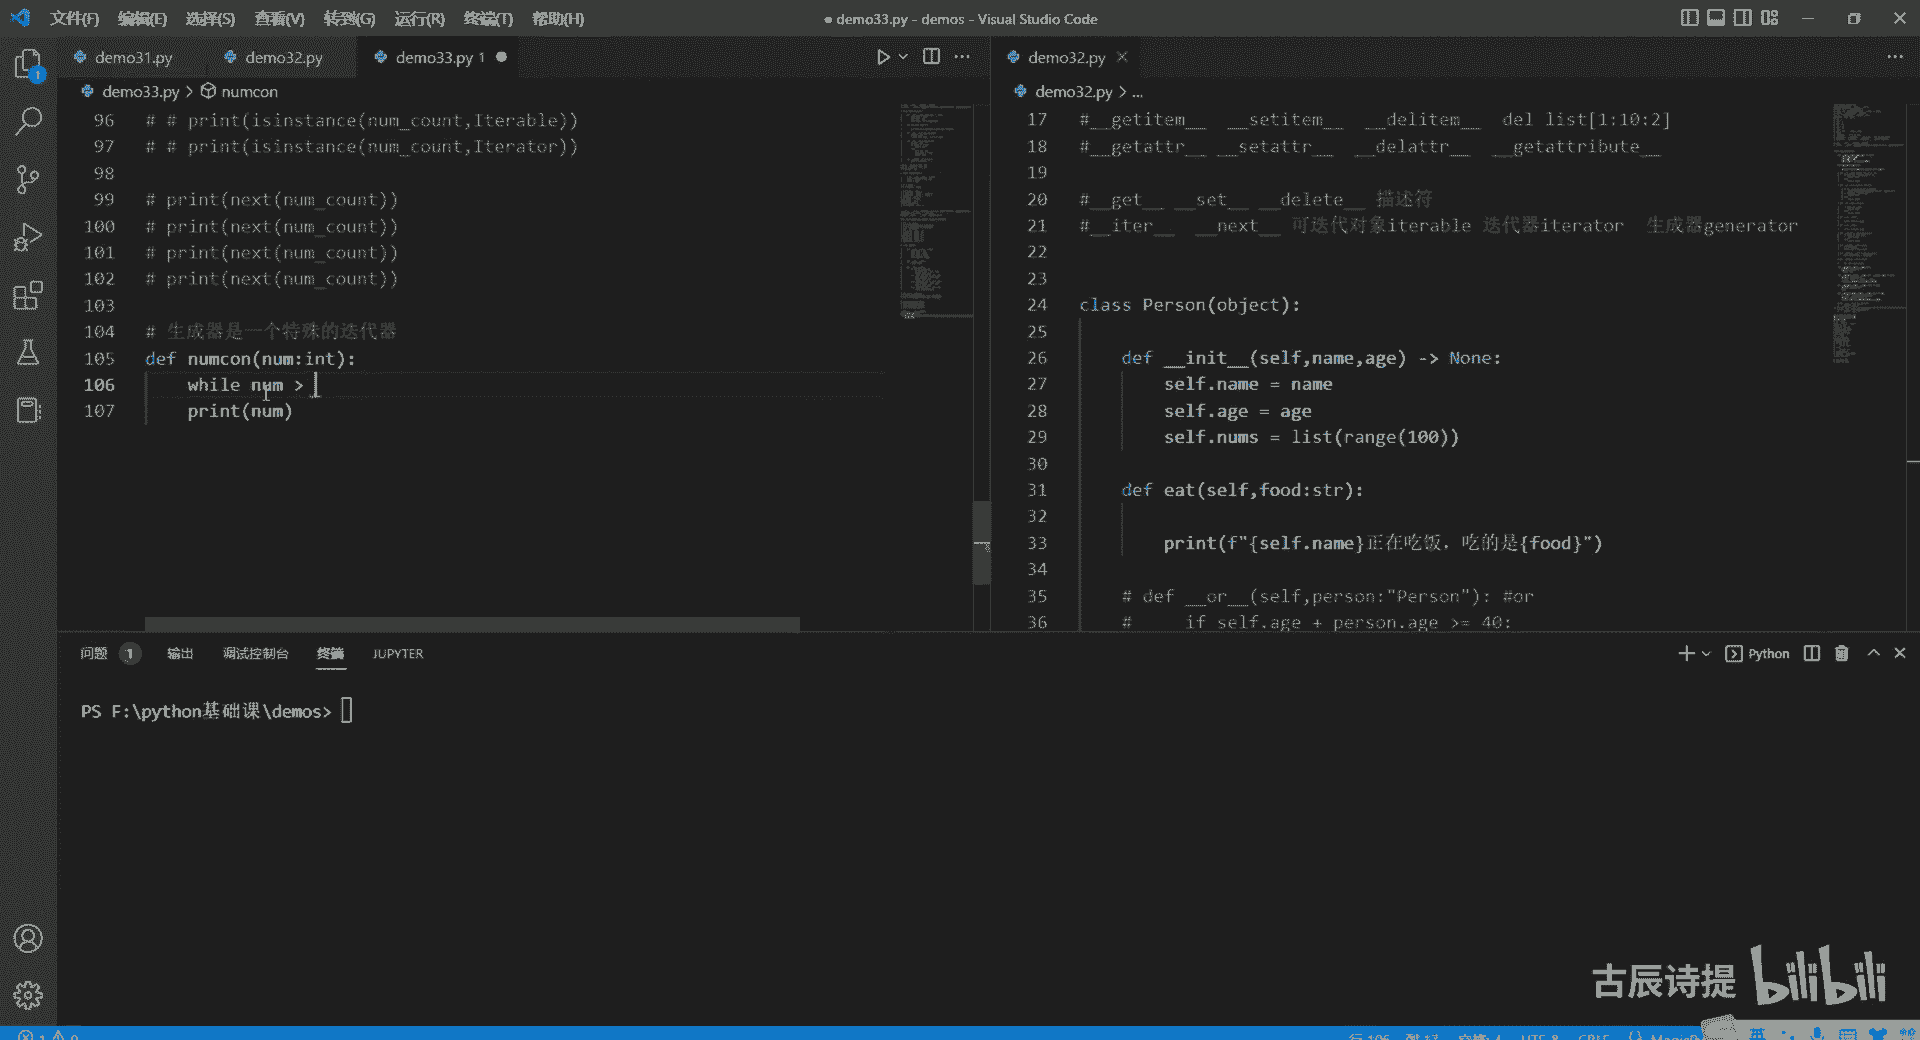 文件(F) 编辑(E) 选择(S) 查看(V) 转到(G) 运行(R) 终端(T) 帮助(H)
● demo33.py - demos - Visual Studio Code
demo31.py demo32.py demo33.py 1
demo33.py > numcon
96 # # print(isinstance(num_count,Iterable))
97 # # print(isinstance(num_count,Iterator))
98
99 # print(next(num_count))
100 # print(next(num_count))
101 # print(next(num_count))
102 # print(next(num_count))
103
104 # 生成器是一个特殊的迭代器
105 def numcon(num:int):
106 while num >
107 print(num)
demo32.py
demo32.py > ...
17 #__getitem__ __setitem__ __delitem__ del list[1:10:2]
18 #__getattr__ __setattr__ __delattr__ __getattribute__
19
20 #__get__ __set__ __delete__ 描述符
21 #__iter__ __next__ 可迭代对象iterable 迭代器iterator 生成器generator
22
23
24 class Person(object):
25
26 def __init__(self,name,age) -> None:
27 self.name = name
28 self.age = age
29 self.nums = list(range(100))
30
31 def eat(self,food:str):
32
33 print(f"{self.name}正在吃饭，吃的是{food}")
34
35 # def __or__(self,person:"Person"): #or
36 # if self.age + person.age >= 40:
问题 1 输出 调试控制台 终端 JUPYTER
Python
PS F:\python基础课\demos>
古辰诗提 bilibili